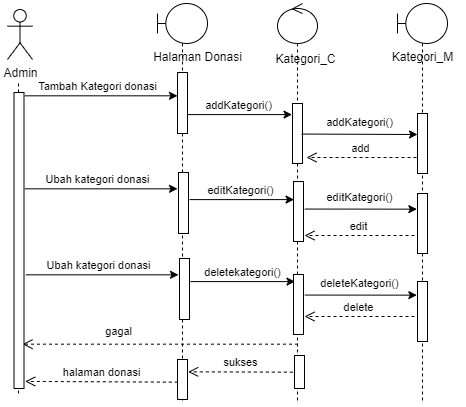 Halaman Donasi
Kategori_C
Kategori_M
Admin
Tambah Kategori donasi
addKategori()
addKategori()
add
Ubah kategori donasi
editKategori()
editKategori()
edit
Ubah kategori donasi
deletekategori()
deleteKategori()
delete
gagal
sukses
halaman donasi